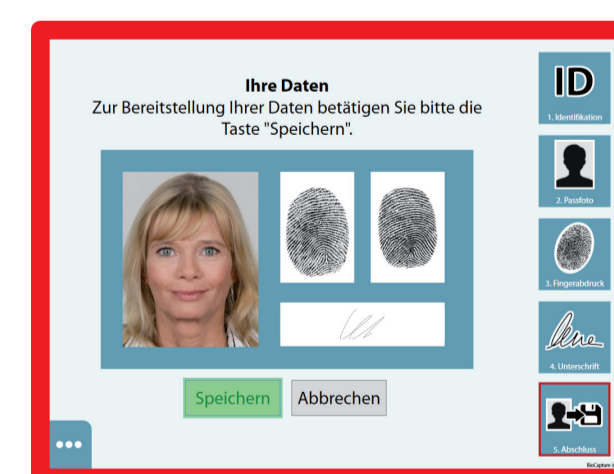 Ihre Daten
Zur Bereitstellung Ihrer Daten betätigen Sie bitte die
Taste "Speichern".
Speichern
Abbrechen
ID
1. Identifikation
2. Passfoto
3. Fingerabdruck
4. Unterschrift
5. Abschluss